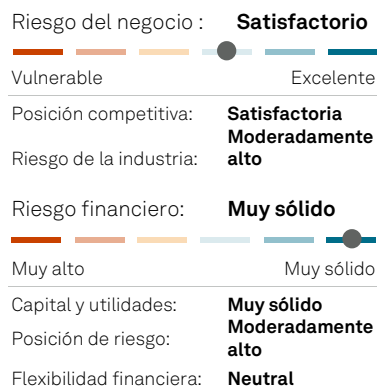 Riesgo del negocio : Satisfactorio
Vulnerable Excelente
Posición competitiva: Satisfactoria
Riesgo de la industria: Moderadamente alto
Riesgo financiero: Muy sólido
Muy alto Muy sólido
Capital y utilidades: Muy sólido
Posición de riesgo: Moderadamente alto
Flexibilidad financiera: Neutral